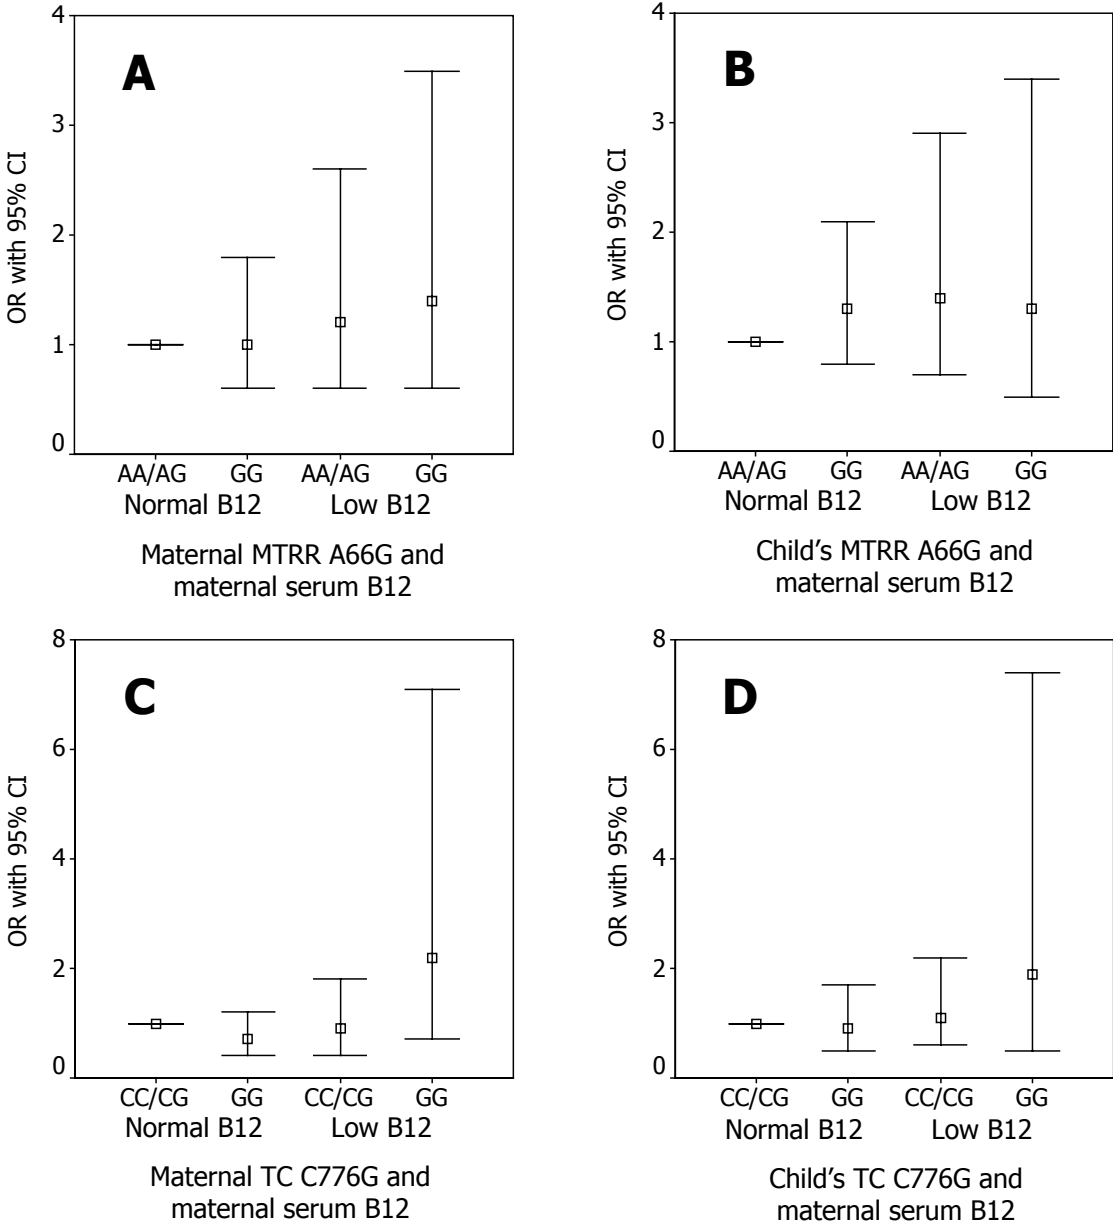 A
OR with 95% CI
4
3
2
1
0
AA/AG GG AA/AG GG
Normal B12 Low B12
Maternal MTRR A66G and
maternal serum B12
B
OR with 95% CI
4
3
2
1
0
AA/AG GG AA/AG GG
Normal B12 Low B12
Child's MTRR A66G and
maternal serum B12
C
OR with 95% CI
8
6
4
2
0
CC/CG GG CC/CG GG
Normal B12 Low B12
Maternal TC C776G and
maternal serum B12
D
OR with 95% CI
8
6
4
2
0
CC/CG GG CC/CG GG
Normal B12 Low B12
Child's TC C776G and
maternal serum B12